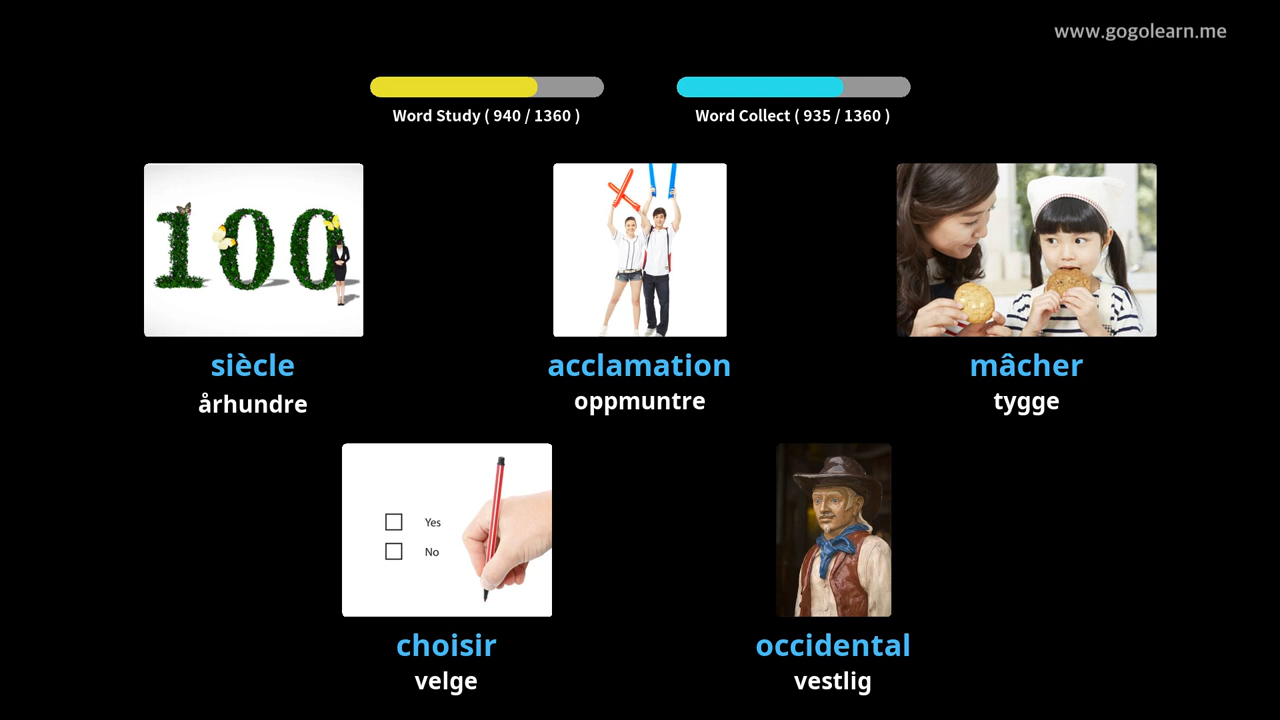 www.gogolearn.me
Word Study ( 940 / 1360 )
Word Collect ( 935 / 1360 )
100
siècle
århundre
acclamation
oppmuntre
mâcher
tygge
Yes
No
choisir
velge
occidental
vestlig